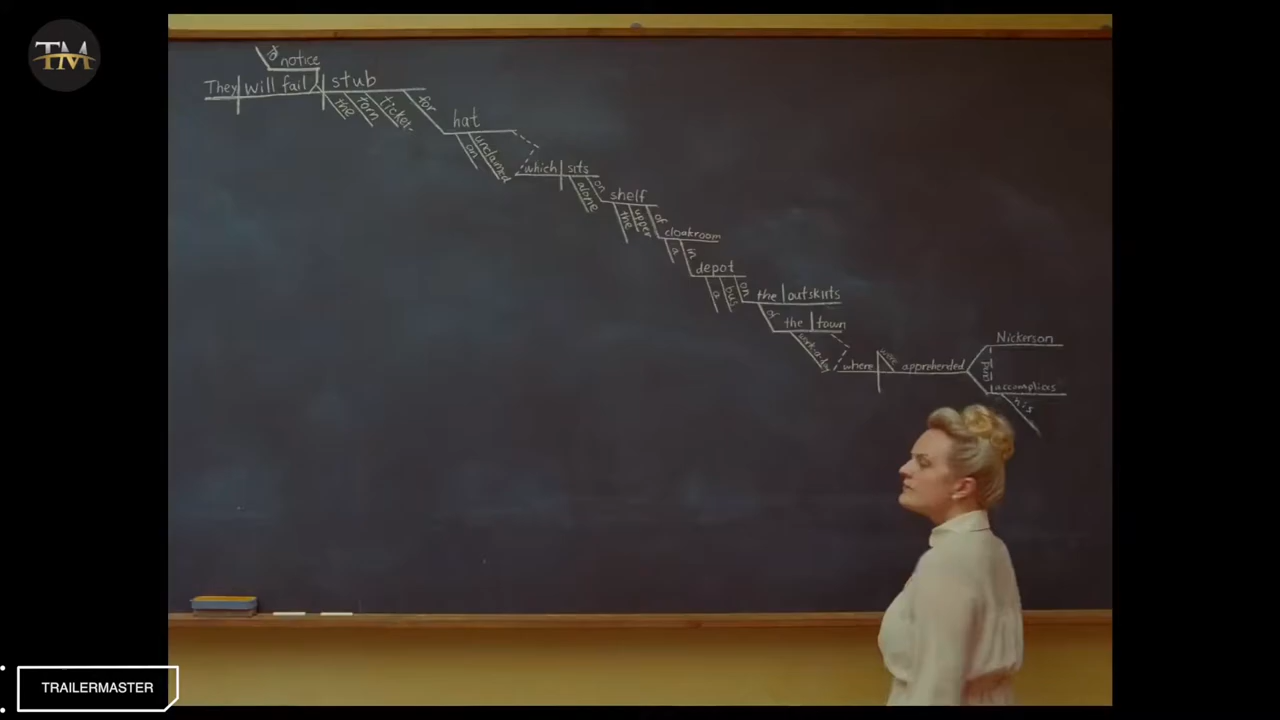 TM
to notice
They will fail stub
the torn ticket for
hat
an unclaimed
which sits
alone on
shelf
the upper of
cloakroom
a in
depot
a bus on
the outskirts
of
the town
where were apprehended
Nickerson
and
accomplices
his
TRAILERMASTER